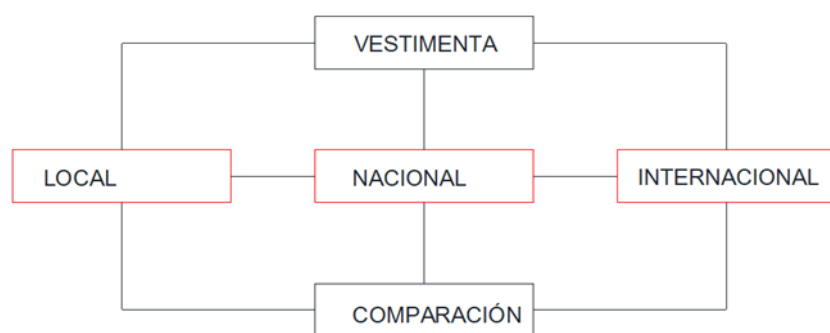 VESTIMENTA
LOCAL
NACIONAL
INTERNACIONAL
COMPARACIÓN